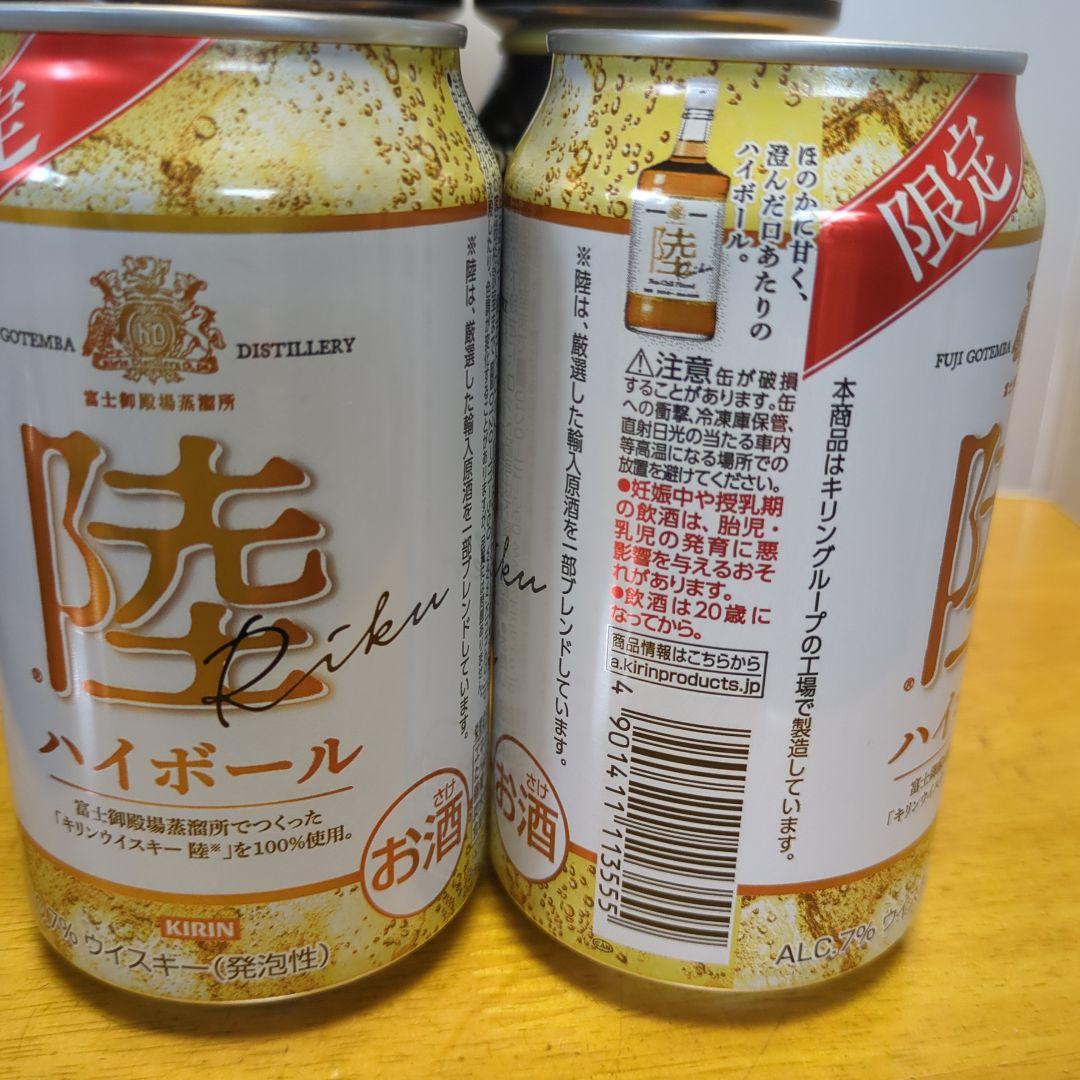 定
GOTEMBA
DISTILLERY
富士御殿場蒸溜所
陸
Riku
ハイボール
富士御殿場蒸溜所でつくった
「キリンウイスキー 陸※」を100%使用。
さけ
お酒
KIRIN
7% ウイスキー(発泡性)
※陸は、厳選した輸入原酒を一部ブレンドしています。
ku
※陸は、厳選した輸入原酒を一部ブレンドしています。
さけ
お酒
陸
Riku
ほのかに甘く、
澄んだ口あたりの
ハイボール。
限定
⚠注意 缶が破損
することがあります。缶
への衝撃、冷凍庫保管、
直射日光の当たる車内
等高温になる場所での
放置を避けてください。
●妊娠中や授乳期
の飲酒は、胎児・
乳児の発育に悪
影響を与えるおそ
れがあります。
●飲酒は20歳に
なってから。
商品情報はこちらから
a.kirinproducts.jp
4 901411 113555
本商品はキリングループの工場で製造しています。
FUJI GOTEMBA
ハイ
富士御殿
「キリンウイ
ALC.7% ウイ